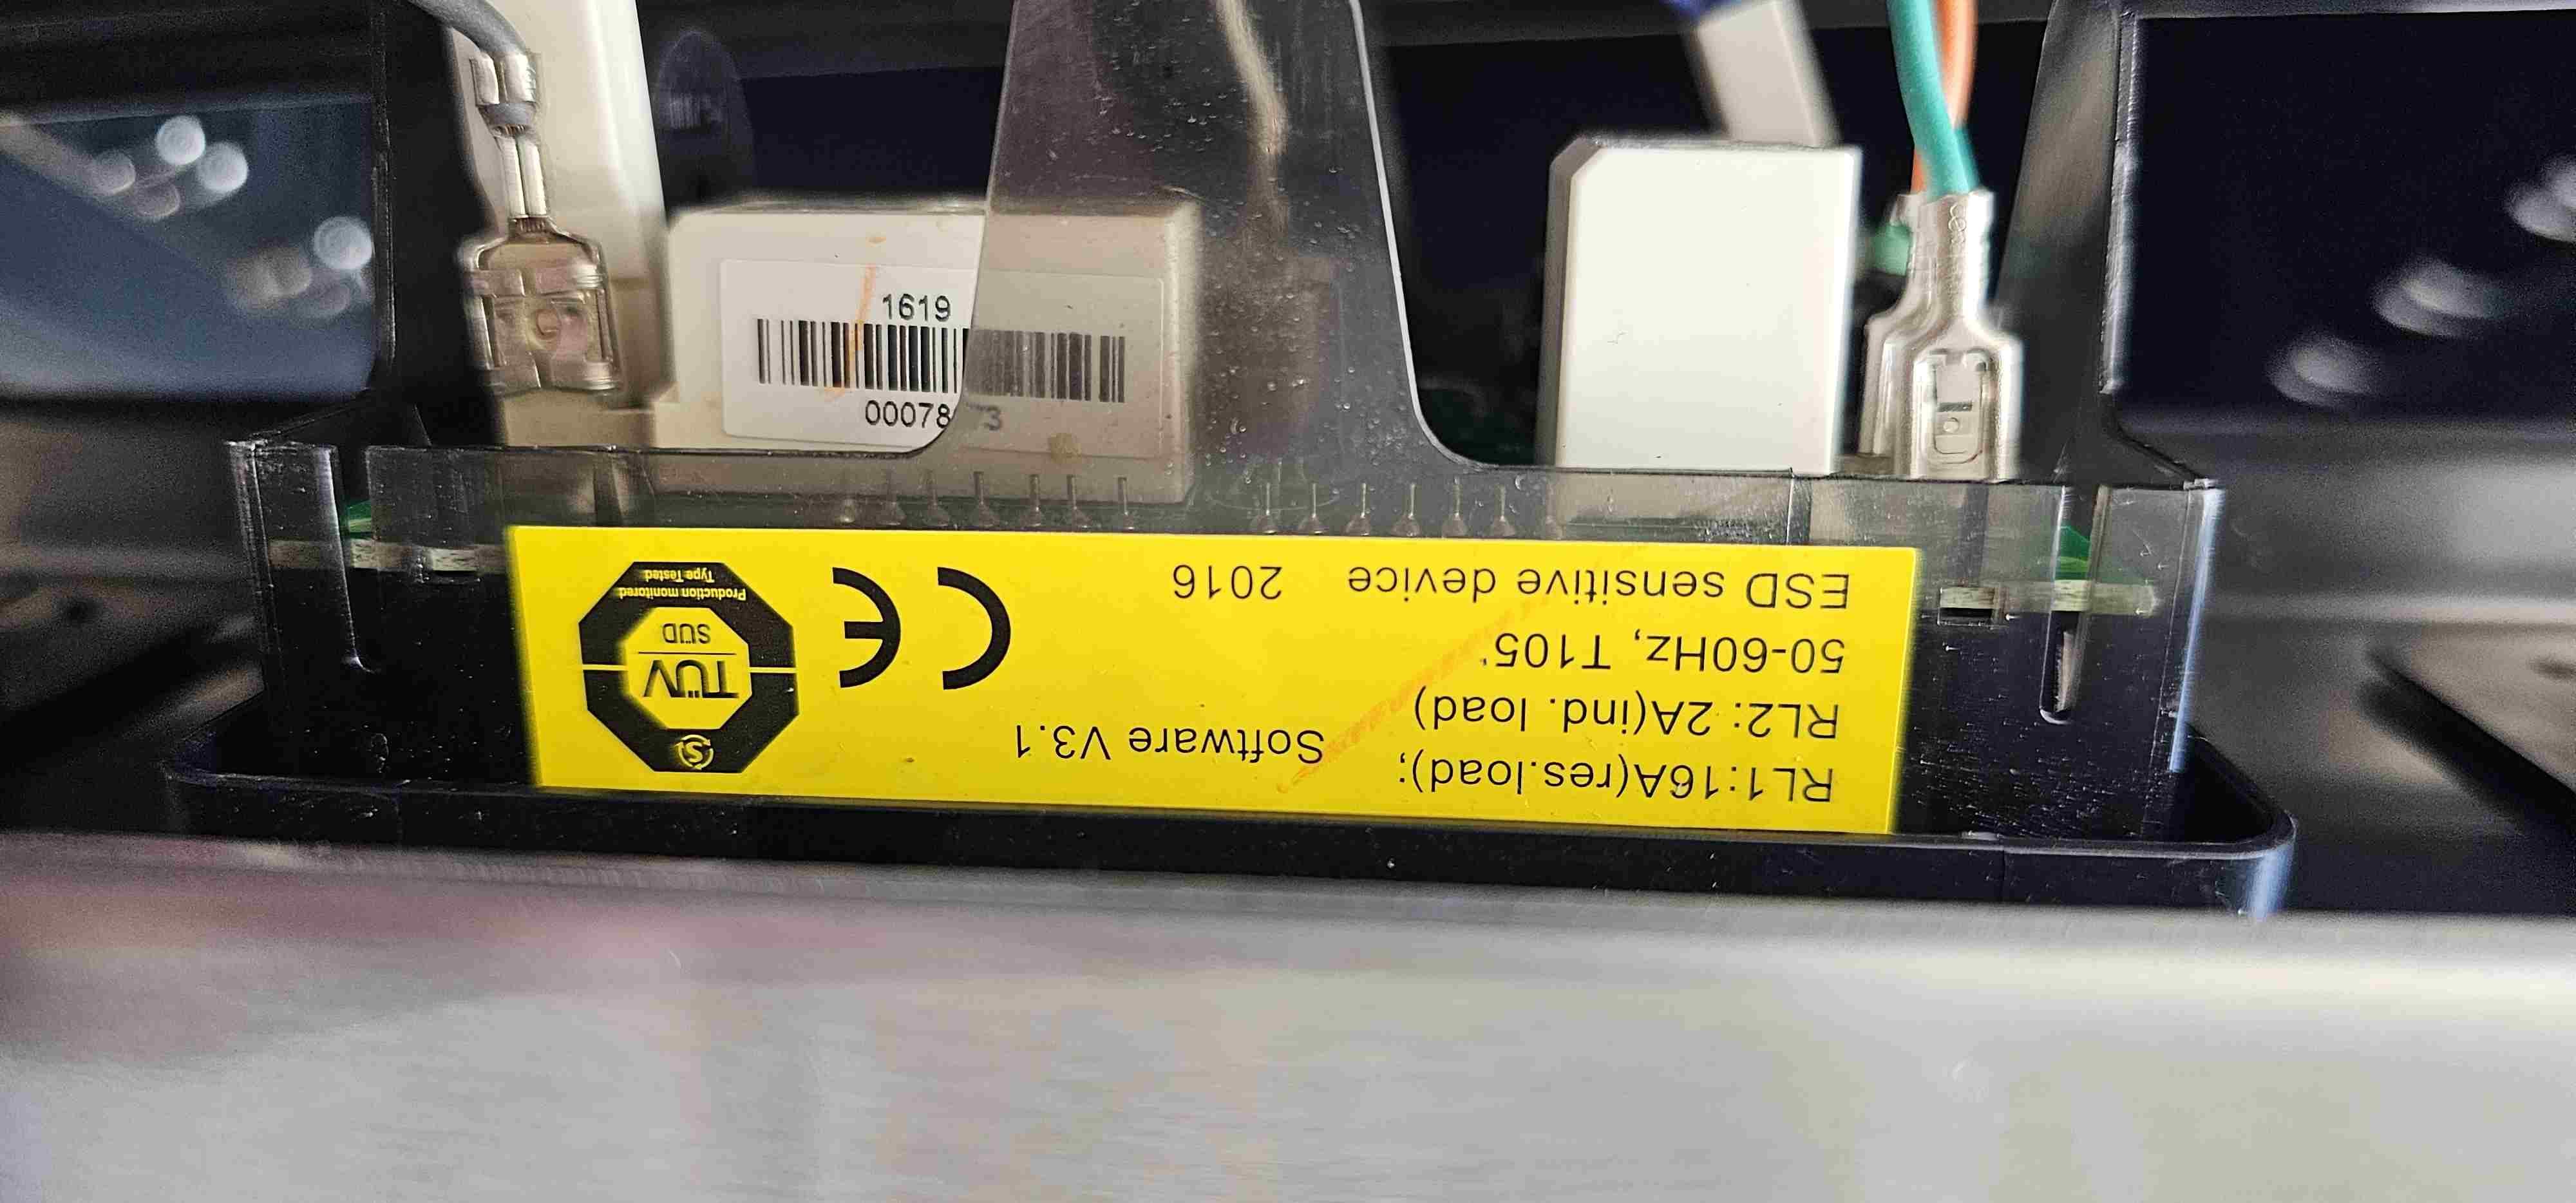 1619
RL1:16A(res.load);
RL2: 2A(ind. load)
Software V3.1
50-60Hz, T105°
ESD sensitive device 2016
TÜV
SÜD
Production monitored
Type Tested
CE